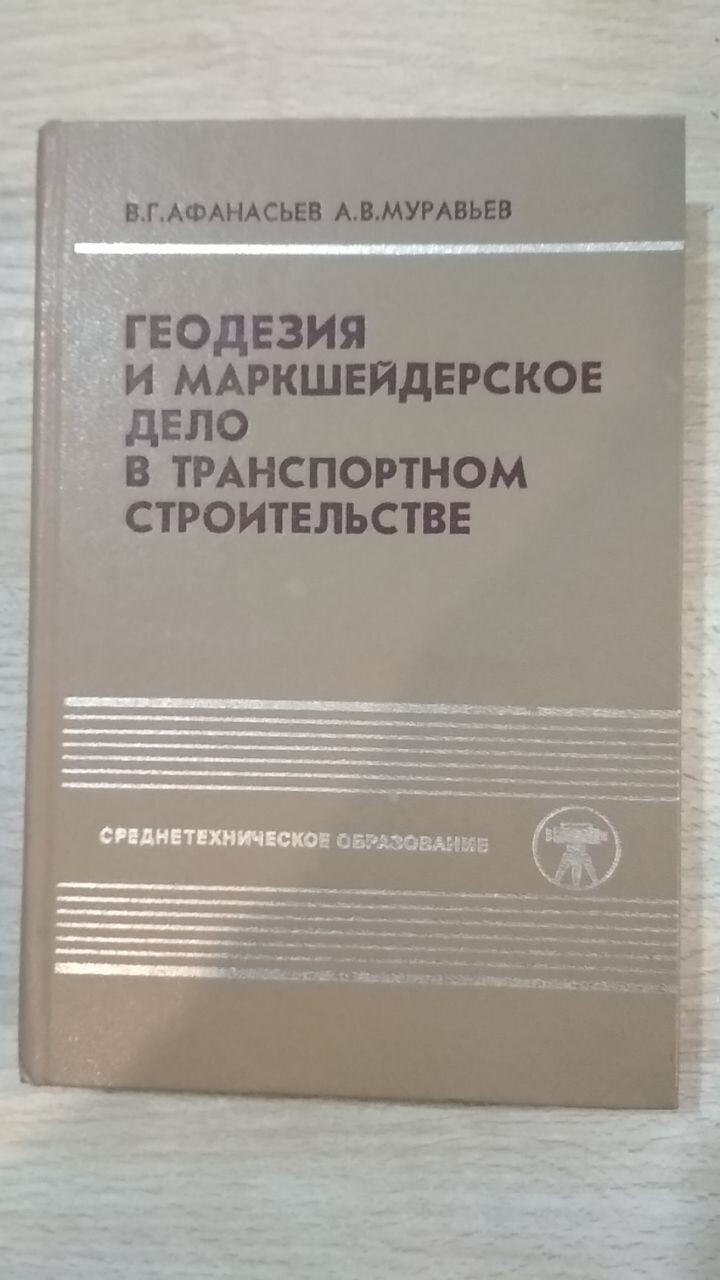 В.Г.АФАНАСЬЕВ А.В.МУРАВЬЕВ
ГЕОДЕЗИЯ
И МАРКШЕЙДЕРСКОЕ
ДЕЛО
В ТРАНСПОРТНОМ
СТРОИТЕЛЬСТВЕ
СРЕДНЕТЕХНИЧЕСКОЕ ОБРАЗОВАНИЕ